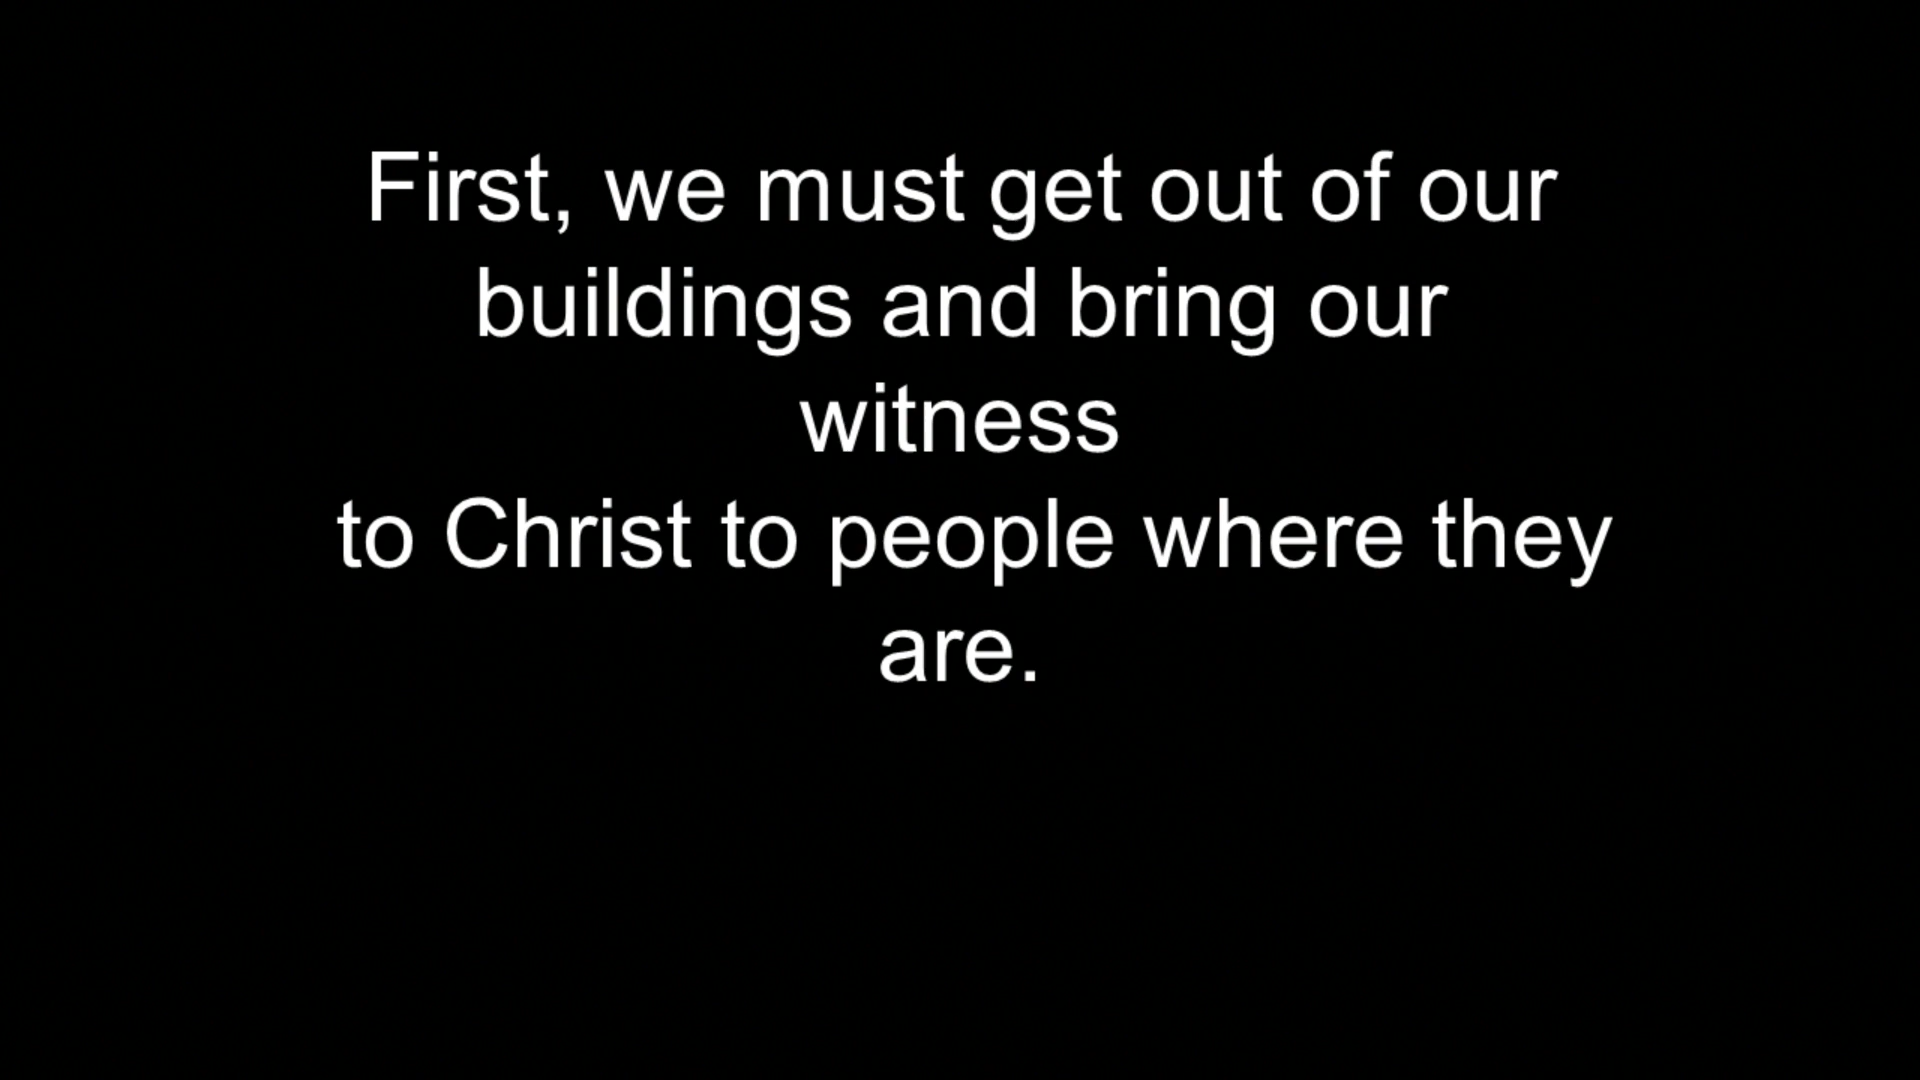 First, we must get out of our
buildings and bring our
witness
to Christ to people where they
are.